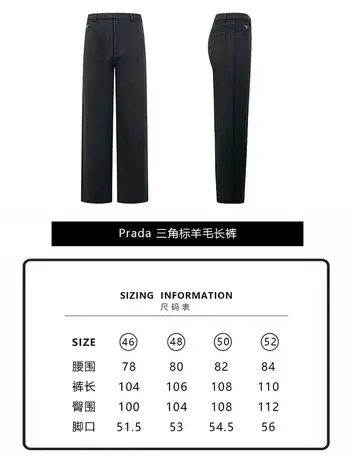 Prada 三角标羊毛长裤
SIZING INFORMATION
尺码表
SIZE 46 48 50 52
腰围 78 80 82 84
裤长 104 106 108 110
臀围 100 104 108 112
脚口 51.5 53 54.5 56